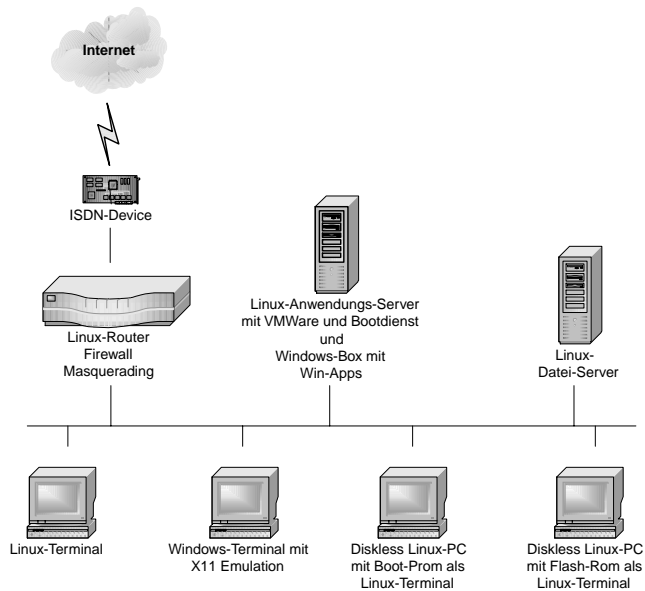 Internet
ISDN-Device
Linux-Router
Firewall
Masquerading
Linux-Anwendungs-Server
mit VMWare und Bootdienst
und
Windows-Box mit
Win-Apps
Linux-
Datei-Server
Linux-Terminal
Windows-Terminal mit
X11 Emulation
Diskless Linux-PC
mit Boot-Prom als
Linux-Terminal
Diskless Linux-PC
mit Flash-Rom als
Linux-Terminal